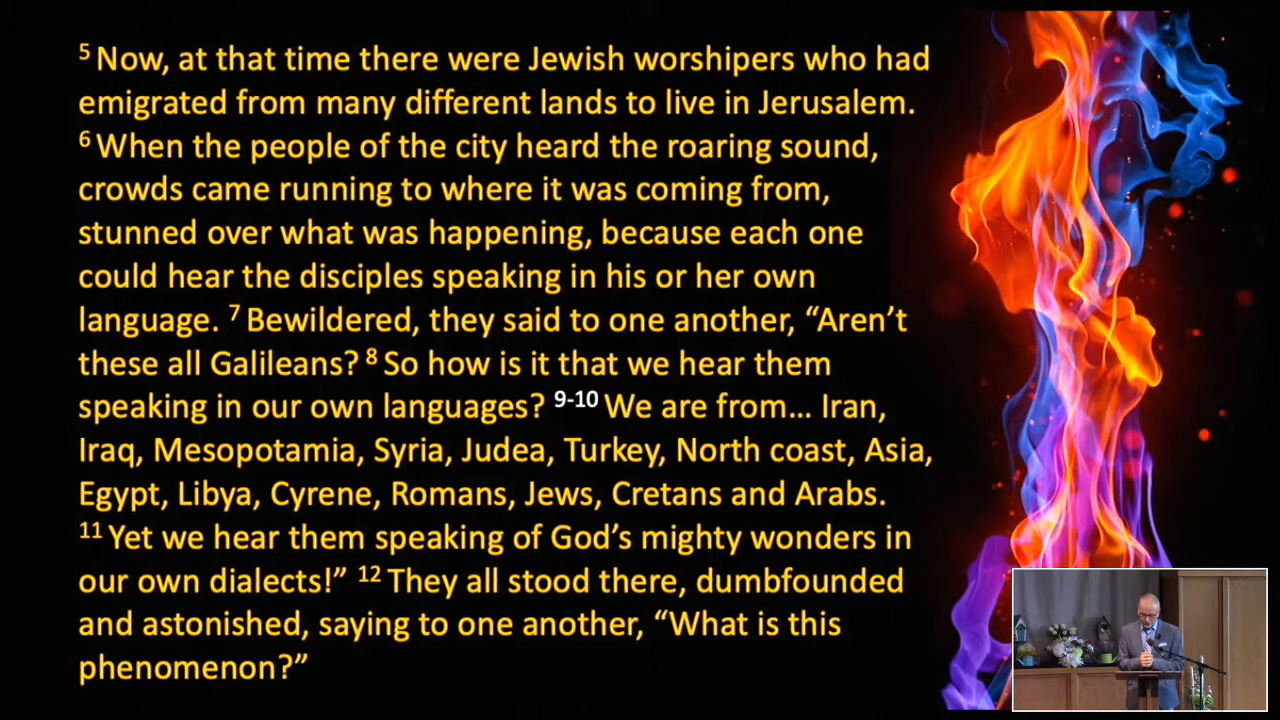 5 Now, at that time there were Jewish worshipers who had
emigrated from many different lands to live in Jerusalem.
6 When the people of the city heard the roaring sound,
crowds came running to where it was coming from,
stunned over what was happening, because each one
could hear the disciples speaking in his or her own
language. 7 Bewildered, they said to one another, “Aren’t
these all Galileans? 8 So how is it that we hear them
speaking in our own languages? 9-10 We are from… Iran,
Iraq, Mesopotamia, Syria, Judea, Turkey, North coast, Asia,
Egypt, Libya, Cyrene, Romans, Jews, Cretans and Arabs.
11 Yet we hear them speaking of God’s mighty wonders in
our own dialects!” 12 They all stood there, dumbfounded
and astonished, saying to one another, “What is this
phenomenon?”